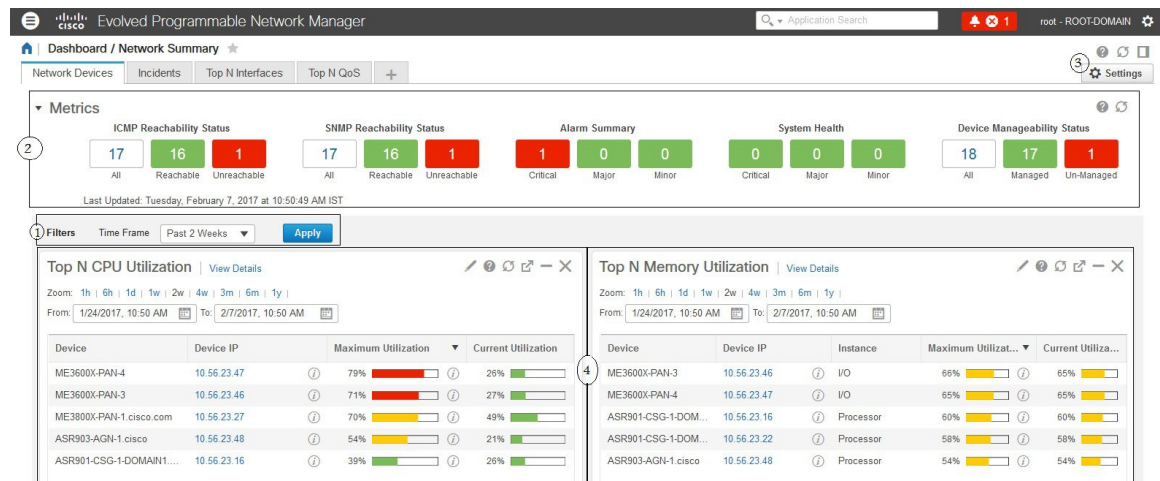 cisco Evolved Programmable Network Manager Application Search 1 root - ROOT-DOMAIN
Dashboard / Network Summary
Network Devices Incidents Top N Interfaces Top N QoS + 3 Settings
Metrics
ICMP Reachability Status SNMP Reachability Status Alarm Summary System Health Device Manageability Status
2 17 16 1 17 16 1 1 0 0 0 0 0 18 17 1
All Reachable Unreachable All Reachable Unreachable Critical Major Minor Critical Major Minor All Managed Un-Managed
Last Updated: Tuesday, February 7, 2017 at 10:50:49 AM IST
1 Filters Time Frame Past 2 Weeks Apply
Top N CPU Utilization | View Details
Zoom: 1h | 6h | 1d | 1w | 2w | 4w | 3m | 6m | 1y |
From: 1/24/2017, 10:50 AM To: 2/7/2017, 10:50 AM
Device Device IP Maximum Utilization Current Utilization
ME3600X-PAN-4 10.56.23.47 79% 26%
ME3600X-PAN-3 10.56.23.46 71% 27%
ME3800X-PAN-1.cisco.com 10.56.23.27 70% 49%
ASR903-AGN-1.cisco 10.56.23.48 54% 21%
ASR901-CSG-1-DOMAIN1.... 10.56.23.16 39% 26%
4
Top N Memory Utilization | View Details
Zoom: 1h | 6h | 1d | 1w | 2w | 4w | 3m | 6m | 1y |
From: 1/24/2017, 10:50 AM To: 2/7/2017, 10:50 AM
Device Device IP Instance Maximum Utilizat... Current Utiliza...
ME3600X-PAN-3 10.56.23.46 I/O 66% 65%
ME3600X-PAN-4 10.56.23.47 I/O 65% 65%
ASR901-CSG-1-DOM... 10.56.23.16 Processor 60% 60%
ASR901-CSG-1-DOM... 10.56.23.22 Processor 58% 58%
ASR903-AGN-1.cisco 10.56.23.48 Processor 54% 54%